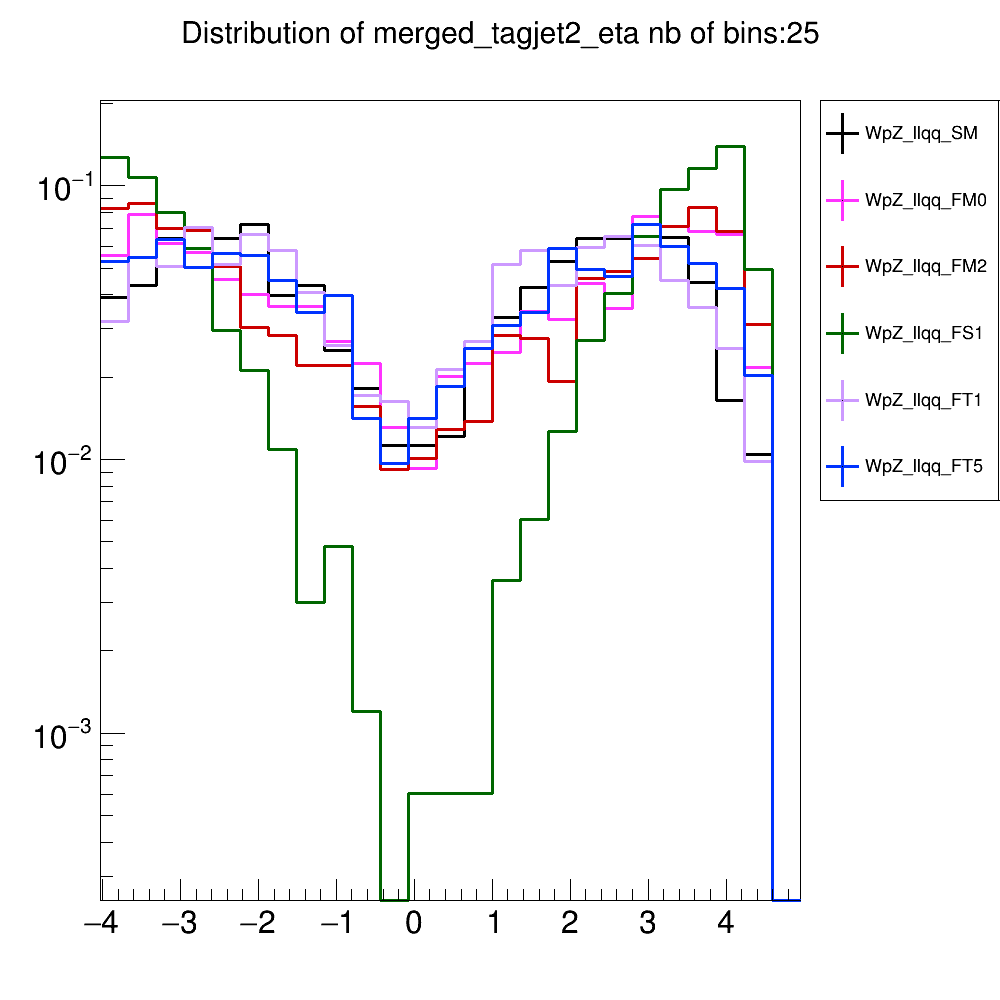 Distribution of merged_tagjet2_eta nb of bins:25
10⁻¹
10⁻²
10⁻³
−4 −3 −2 −1 0 1 2 3 4
WpZ_llqq_SM
WpZ_llqq_FM0
WpZ_llqq_FM2
WpZ_llqq_FS1
WpZ_llqq_FT1
WpZ_llqq_FT5